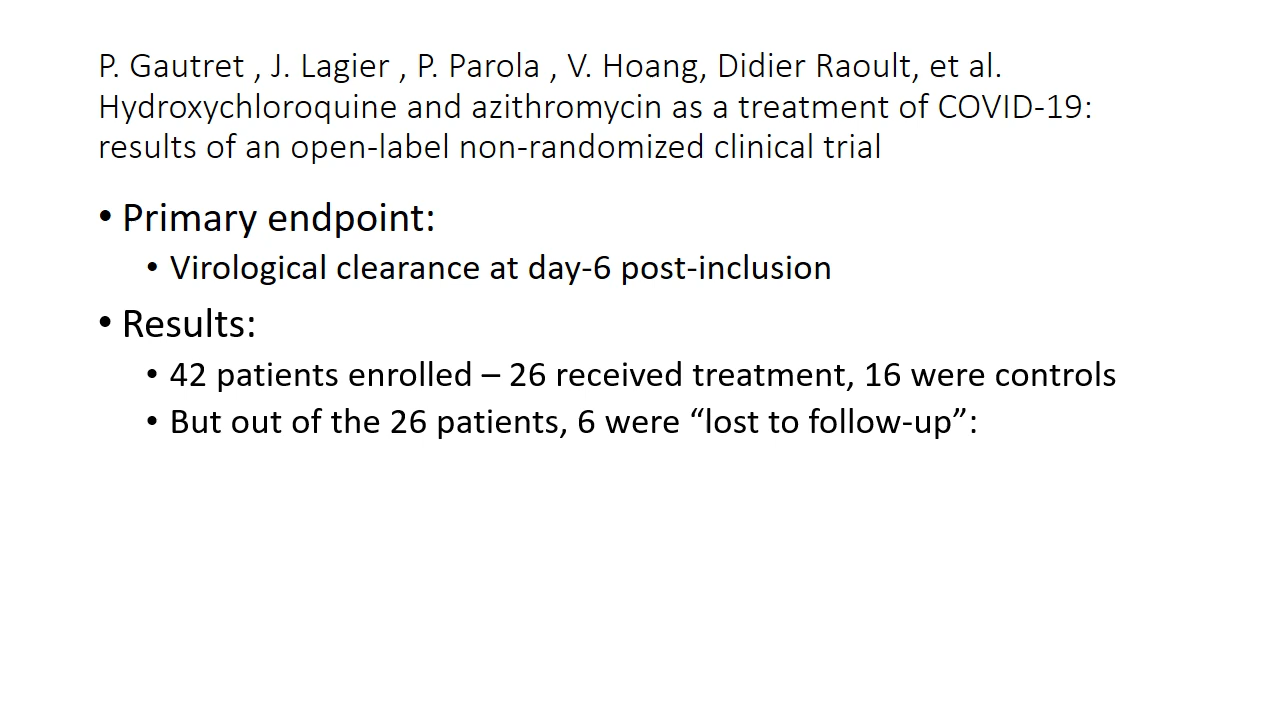 P. Gautret , J. Lagier , P. Parola , V. Hoang, Didier Raoult, et al.
Hydroxychloroquine and azithromycin as a treatment of COVID-19:
results of an open-label non-randomized clinical trial
• Primary endpoint:
• Virological clearance at day-6 post-inclusion
• Results:
• 42 patients enrolled – 26 received treatment, 16 were controls
• But out of the 26 patients, 6 were “lost to follow-up”: